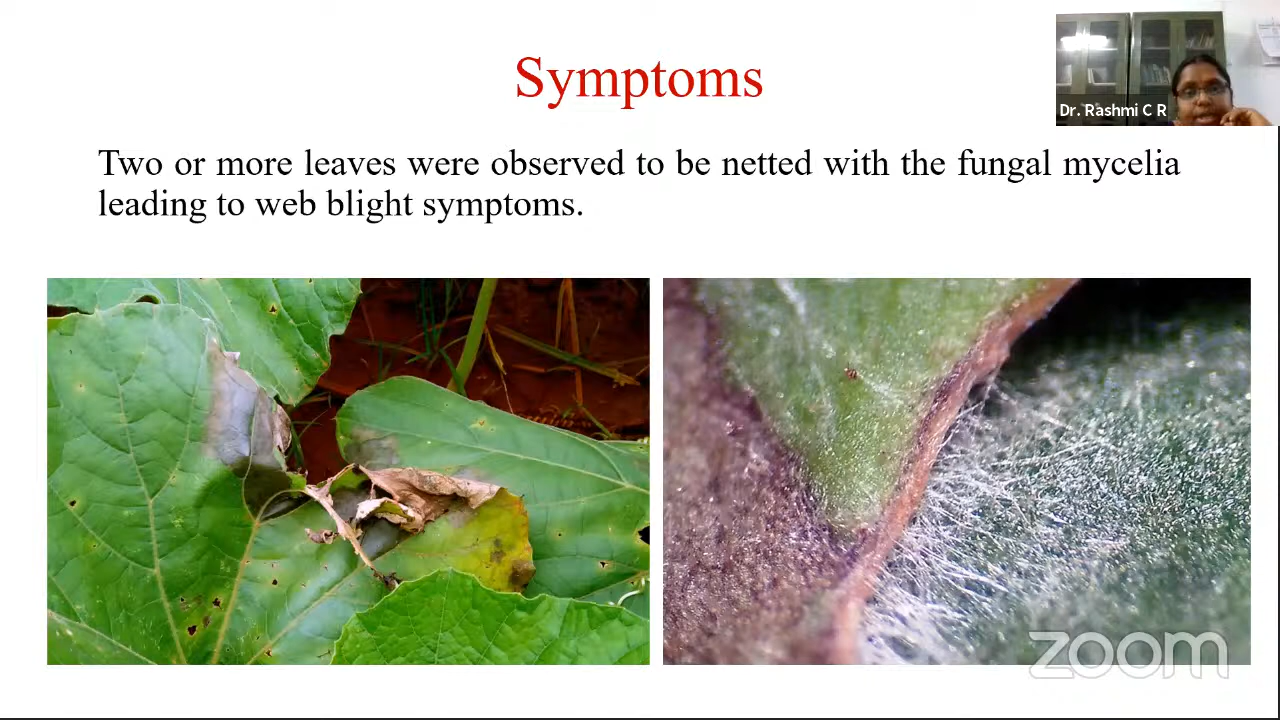 Symptoms
Dr. Rashmi C R
Two or more leaves were observed to be netted with the fungal mycelia
leading to web blight symptoms.
zoom